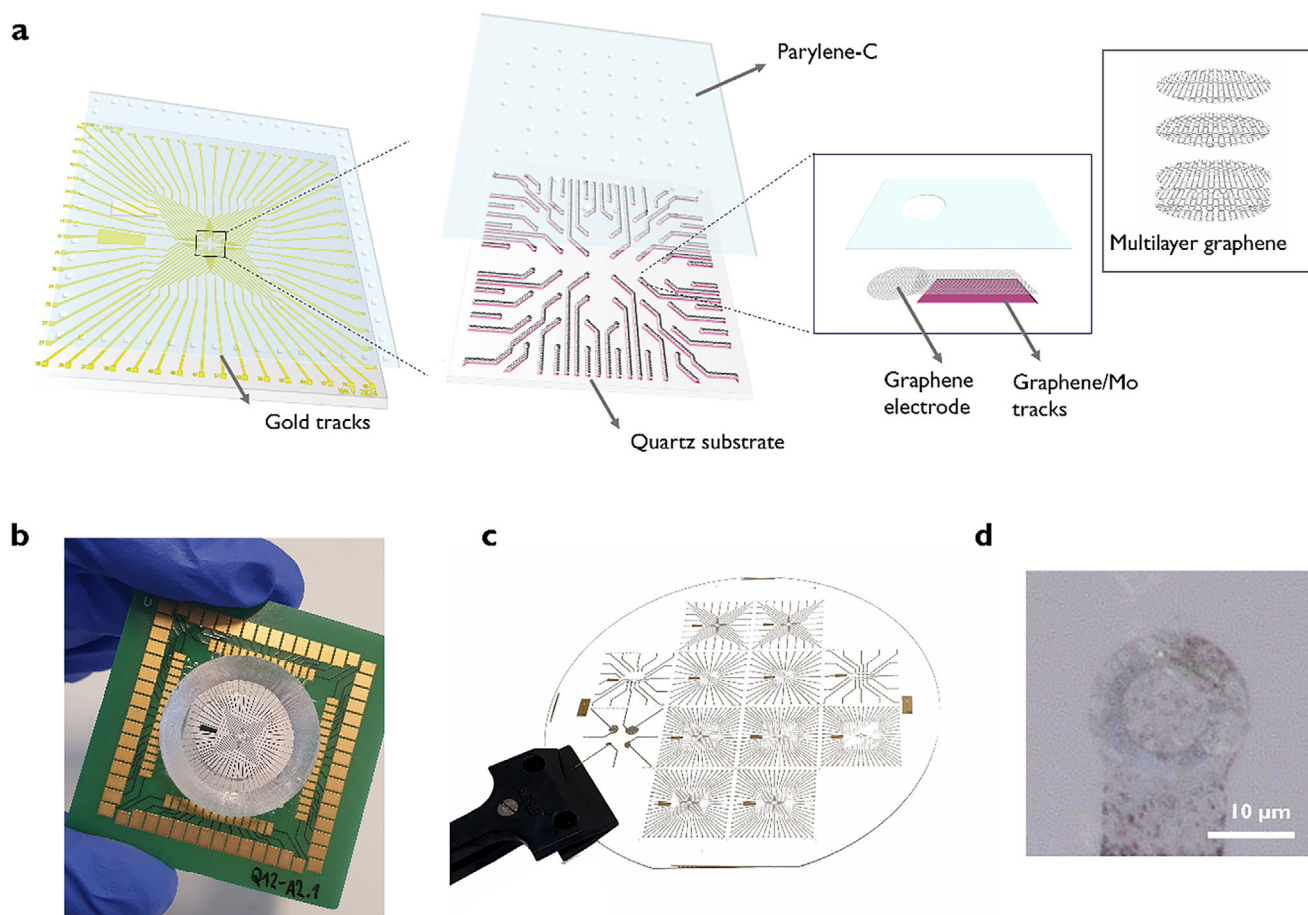 a
Parylene-C
Multilayer graphene
Gold tracks
Graphene
electrode
Graphene/Mo
tracks
Quartz substrate
b
c
d
Q12-A2.1
10 µm